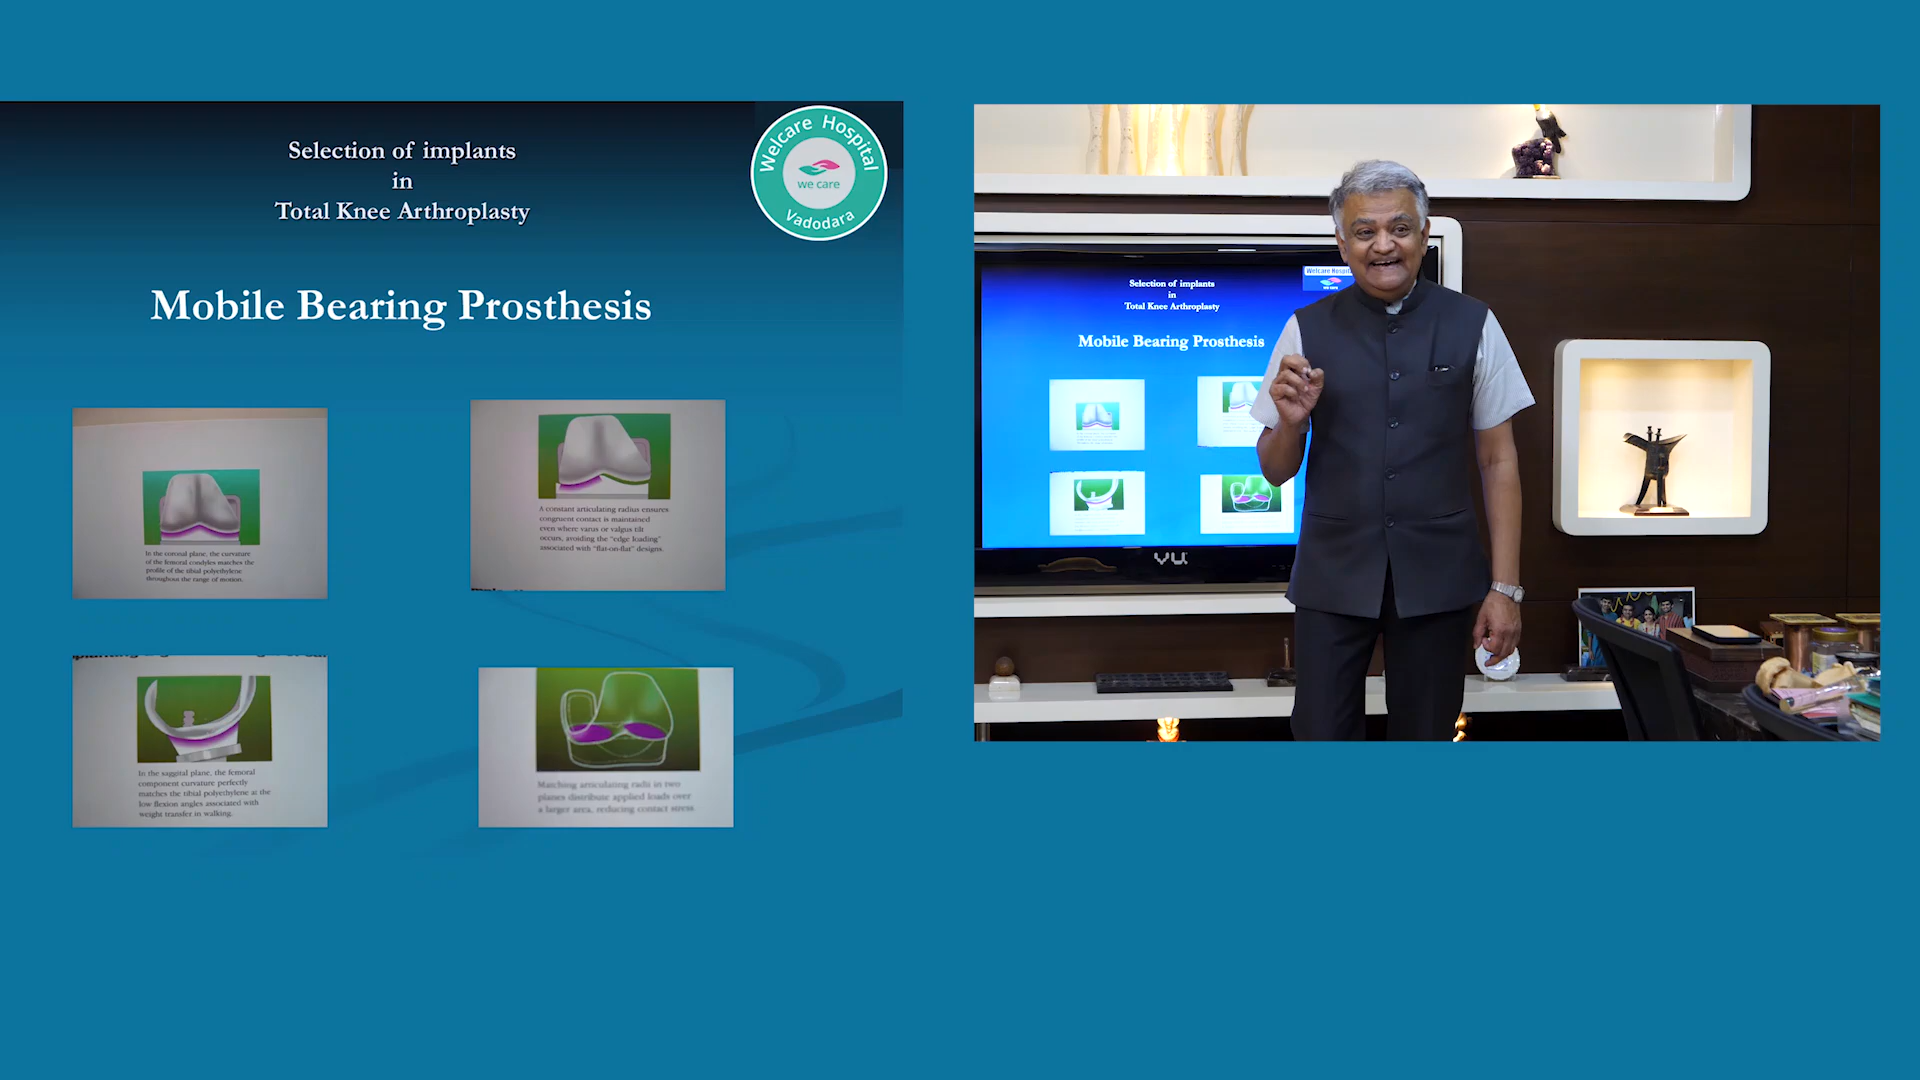 Selection of implants
in
Total Knee Arthroplasty
Welcare Hospital
we care
Vadodara
Mobile Bearing Prosthesis
In the coronal plane, the curvature
of the femoral condyles matches the
profile of the tibial polyethylene
throughout the range of motion.
A constant articulating radius ensures
congruent contact is maintained
even where varus or valgus tilt
occurs, avoiding the "edge loading"
associated with "flat-on-flat" designs.
In the saggital plane, the femoral
component curvature perfectly
matches the tibial polyethylene at the
low flexion angles associated with
weight transfer in walking.
Matching articulating radii in two
planes distribute applied loads over
a larger area, reducing contact stress.
Selection of implants
in
Total Knee Arthroplasty
Welcare
we care
Mobile Bearing Prosthesis
VU